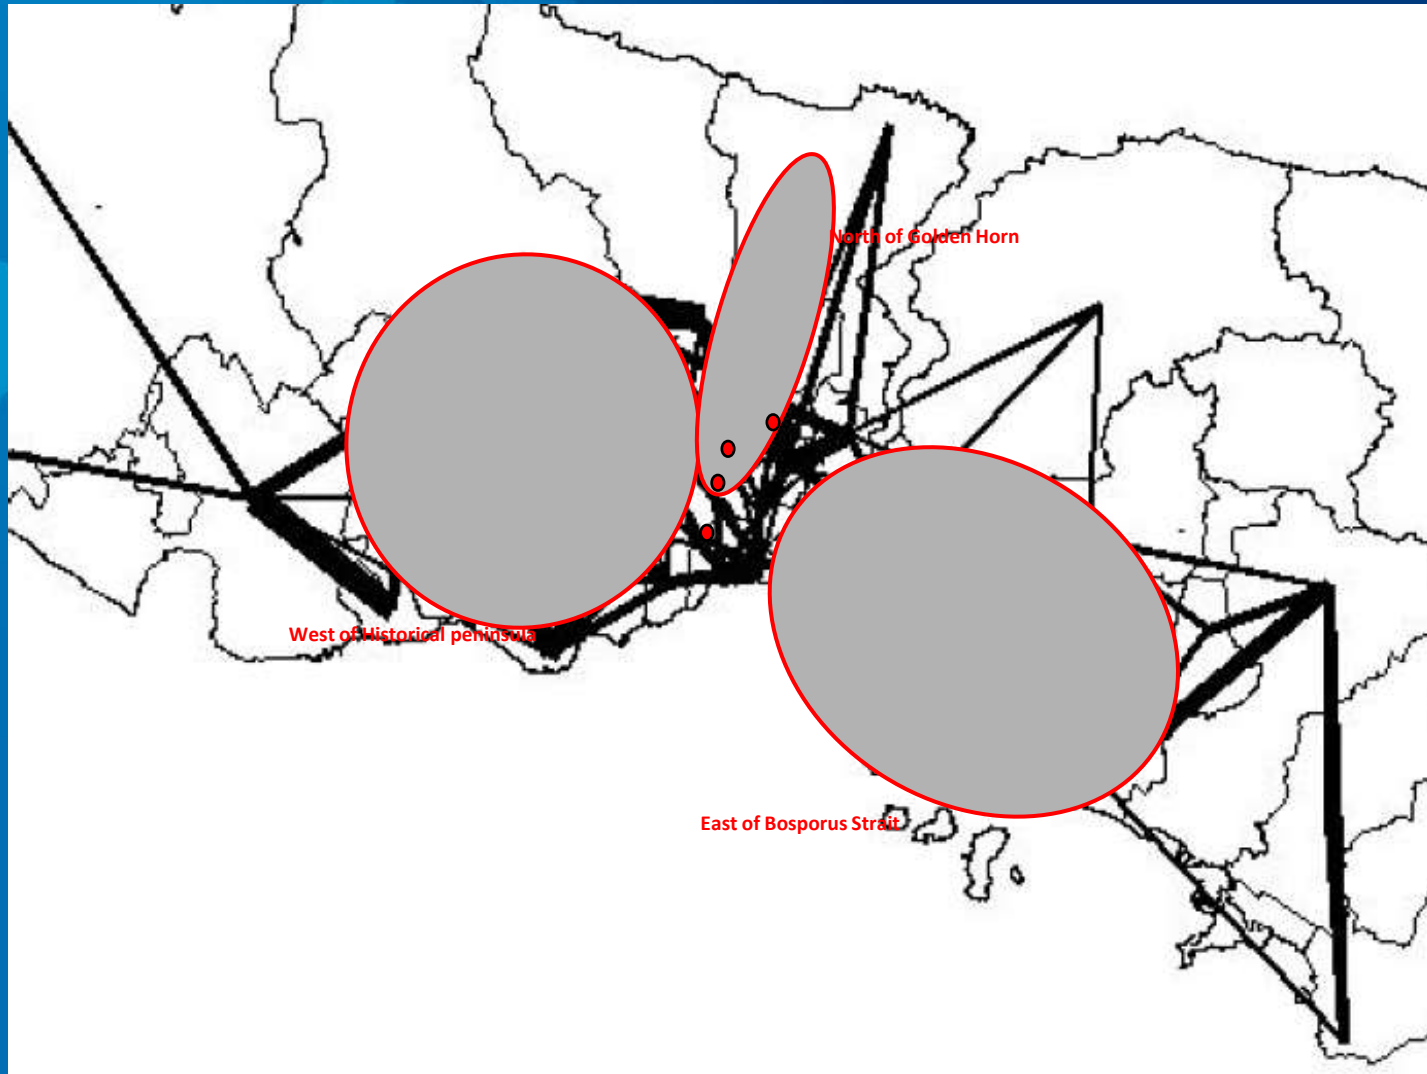 North of Golden Horn
West of Historical peninsula
East of Bosporus Strait